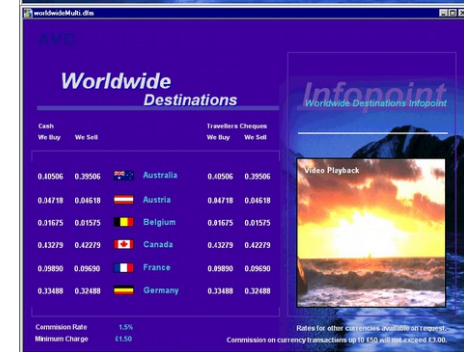 worldwideMulti.dfm
AVC
Worldwide
Destinations
Infopoint
Worldwide Destinations Infopoint
Cash
We Buy We Sell
Travellers Cheques
We Buy We Sell
0.40506 0.39506 Australia 0.40506 0.39506
0.04718 0.04618 Austria 0.04718 0.04618
0.01675 0.01575 Belgium 0.01675 0.01575
0.43279 0.42279 Canada 0.43279 0.42279
0.09890 0.09690 France 0.09890 0.09690
0.33488 0.32488 Germany 0.33488 0.32488
Video Playback
Commision Rate 1.5%
Minimum Charge £1.50
Rates for other currencies available on request.
Commission on currency transactions up to £50 will not exceed £3.00.